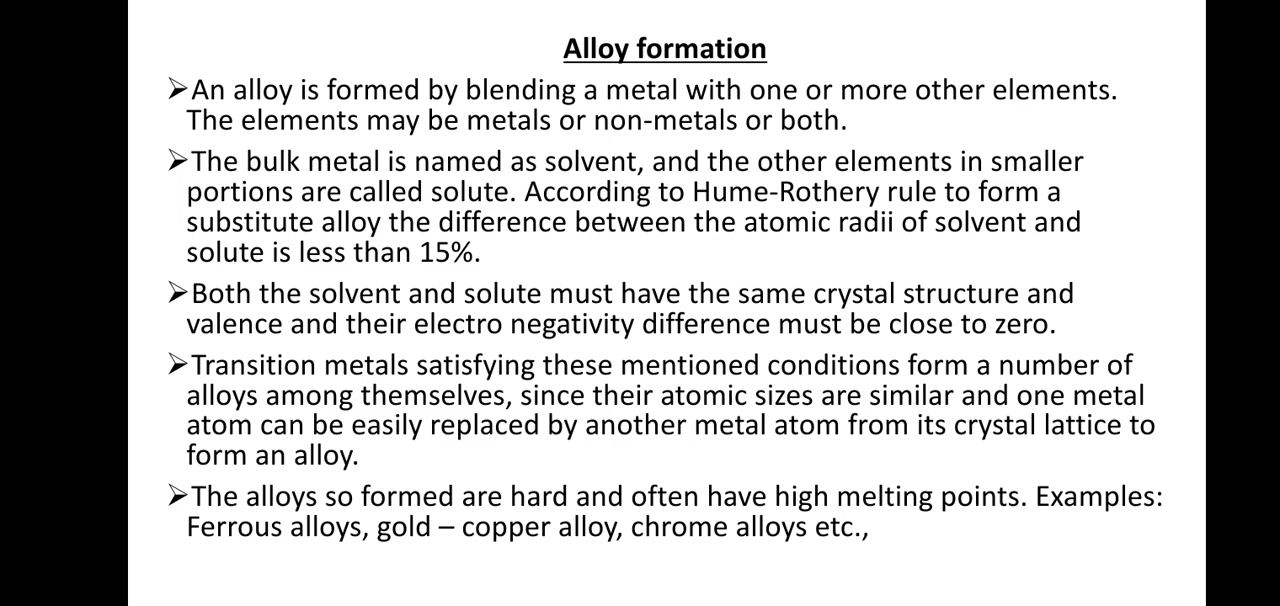 Alloy formation
➢An alloy is formed by blending a metal with one or more other elements.
The elements may be metals or non-metals or both.
➢The bulk metal is named as solvent, and the other elements in smaller
portions are called solute. According to Hume-Rothery rule to form a
substitute alloy the difference between the atomic radii of solvent and
solute is less than 15%.
➢Both the solvent and solute must have the same crystal structure and
valence and their electro negativity difference must be close to zero.
➢Transition metals satisfying these mentioned conditions form a number of
alloys among themselves, since their atomic sizes are similar and one metal
atom can be easily replaced by another metal atom from its crystal lattice to
form an alloy.
➢The alloys so formed are hard and often have high melting points. Examples:
Ferrous alloys, gold – copper alloy, chrome alloys etc.,